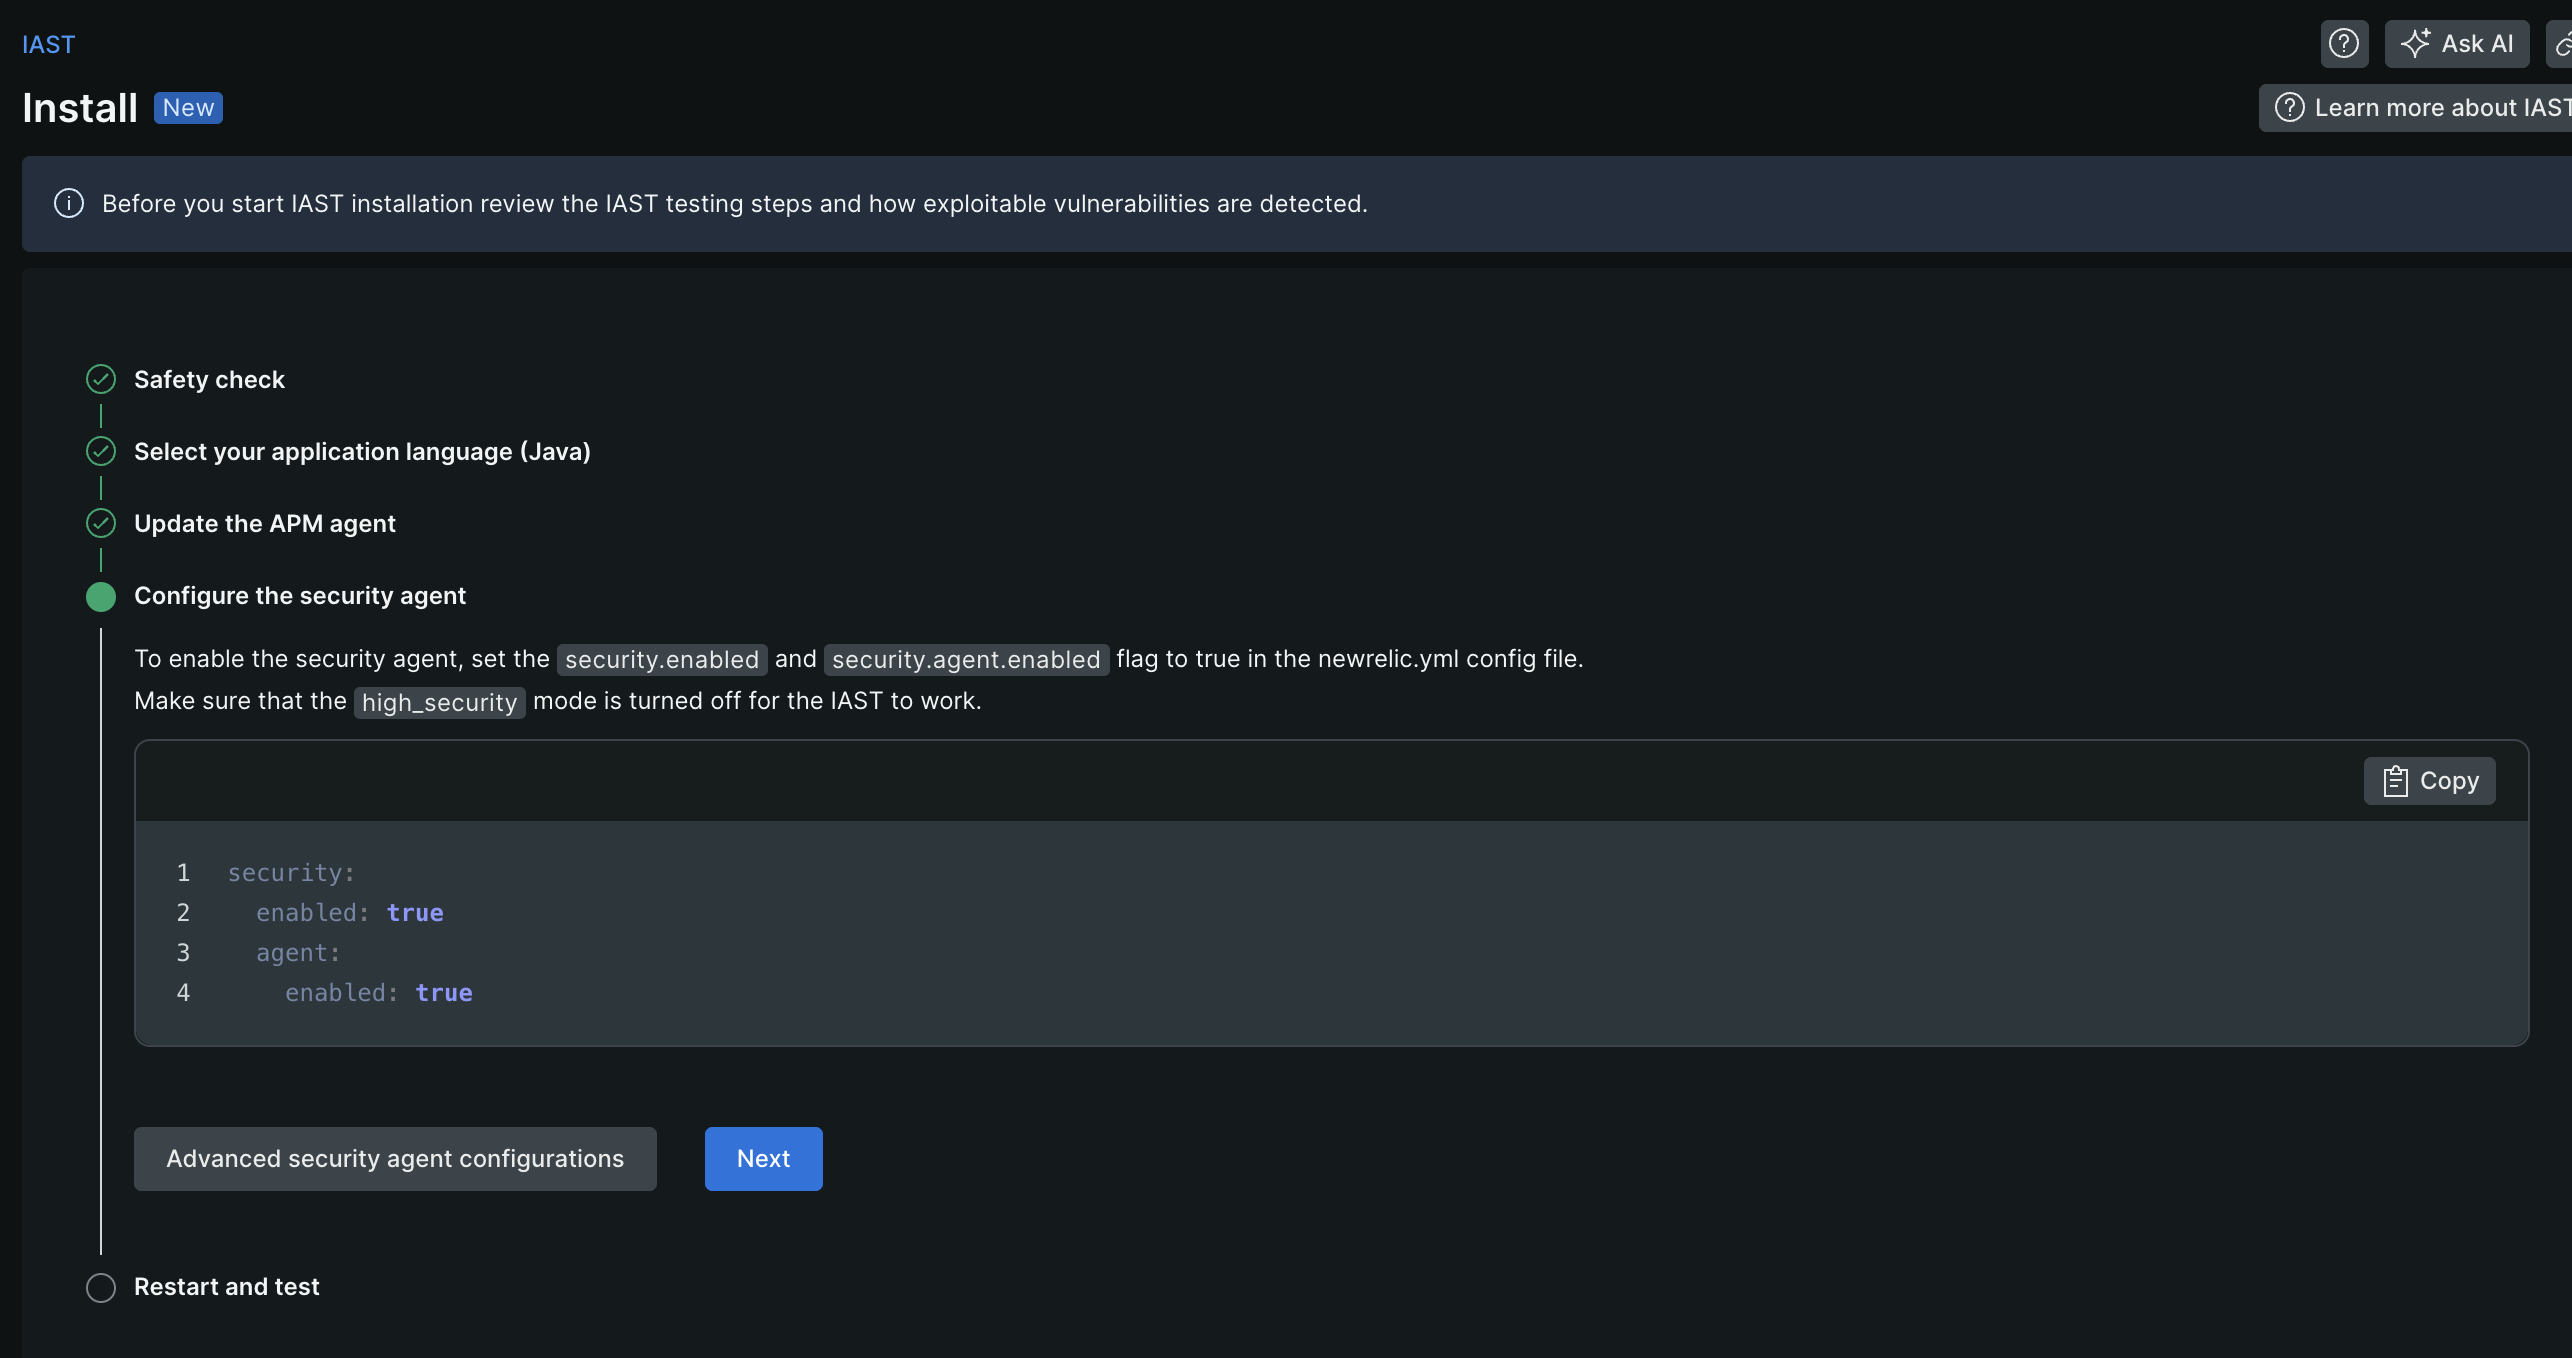 IAST
Ask AI
Install New
Learn more about IAST
Before you start IAST installation review the IAST testing steps and how exploitable vulnerabilities are detected.
Safety check
Select your application language (Java)
Update the APM agent
Configure the security agent
To enable the security agent, set the security.enabled and security.agent.enabled flag to true in the newrelic.yml config file.
Make sure that the high_security mode is turned off for the IAST to work.
Copy
1 security:
2   enabled: true
3   agent:
4     enabled: true
Advanced security agent configurations
Next
Restart and test